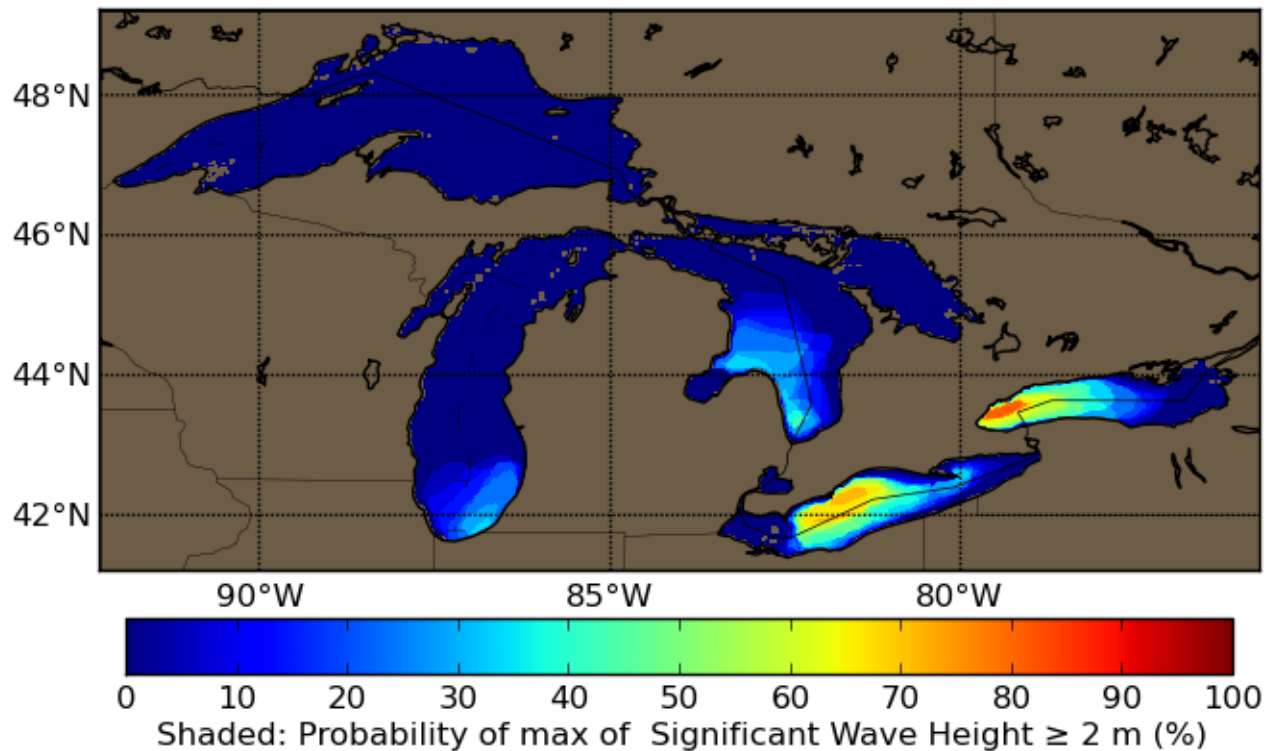 48°N
46°N
44°N
42°N
90°W 85°W 80°W
0 10 20 30 40 50 60 70 80 90 100
Shaded: Probability of max of  Significant Wave Height ≥ 2 m (%)